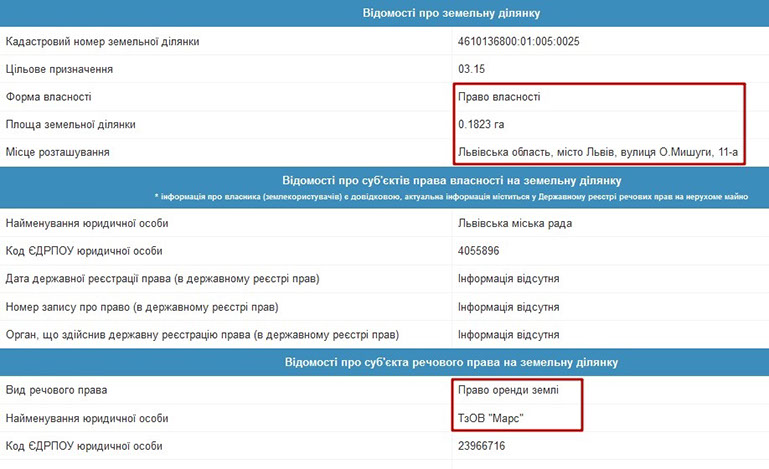 Відомості про земельну ділянку
Кадастровий номер земельної ділянки 4610136800:01:005:0025
Цільове призначення 03.15
Форма власності Право власності
Площа земельної ділянки 0.1823 га
Місце розташування Львівська область, місто Львів, вулиця О.Мишуги, 11-а
Відомості про суб'єктів права власності на земельну ділянку
* інформація про власника (землекористувачів) є довідковою, актуальна інформація міститься у Державному реєстрі речових прав на нерухоме майно
Найменування юридичної особи Львівська міська рада
Код ЄДРПОУ юридичної особи 4055896
Дата державної реєстрації права (в державному реєстрі прав) Інформація відсутня
Номер запису про право (в державному реєстрі прав) Інформація відсутня
Орган, що здійснив державну реєстрацію права (в державному реєстрі прав) Інформація відсутня
Відомості про суб'єкта речового права на земельну ділянку
Вид речового права Право оренди землі
Найменування юридичної особи ТзОВ "Марс"
Код ЄДРПОУ юридичної особи 23966716